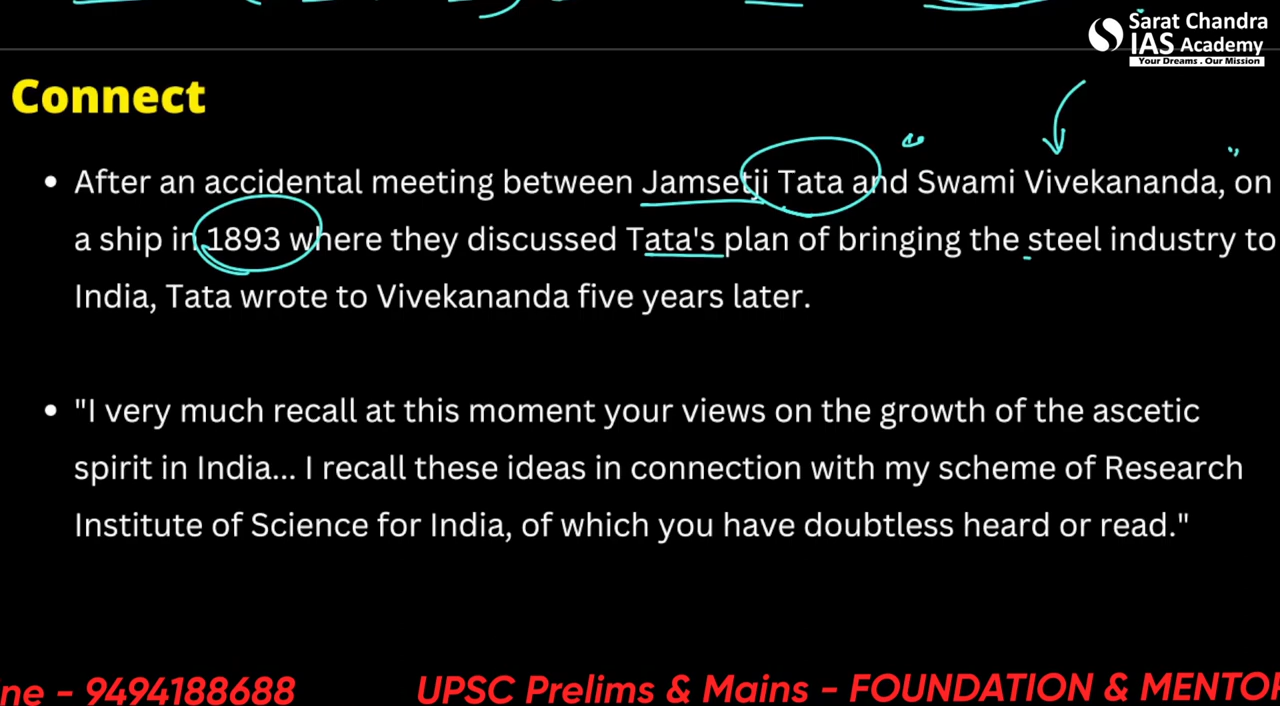 Sarat Chandra
IAS Academy
Your Dreams . Our Mission
Connect
• After an accidental meeting between Jamsetji Tata and Swami Vivekananda, on
a ship in 1893 where they discussed Tata's plan of bringing the steel industry to
India, Tata wrote to Vivekananda five years later.
• "I very much recall at this moment your views on the growth of the ascetic
spirit in India... I recall these ideas in connection with my scheme of Research
Institute of Science for India, of which you have doubtless heard or read."
ne - 9494188688 UPSC Prelims & Mains - FOUNDATION & MENTO